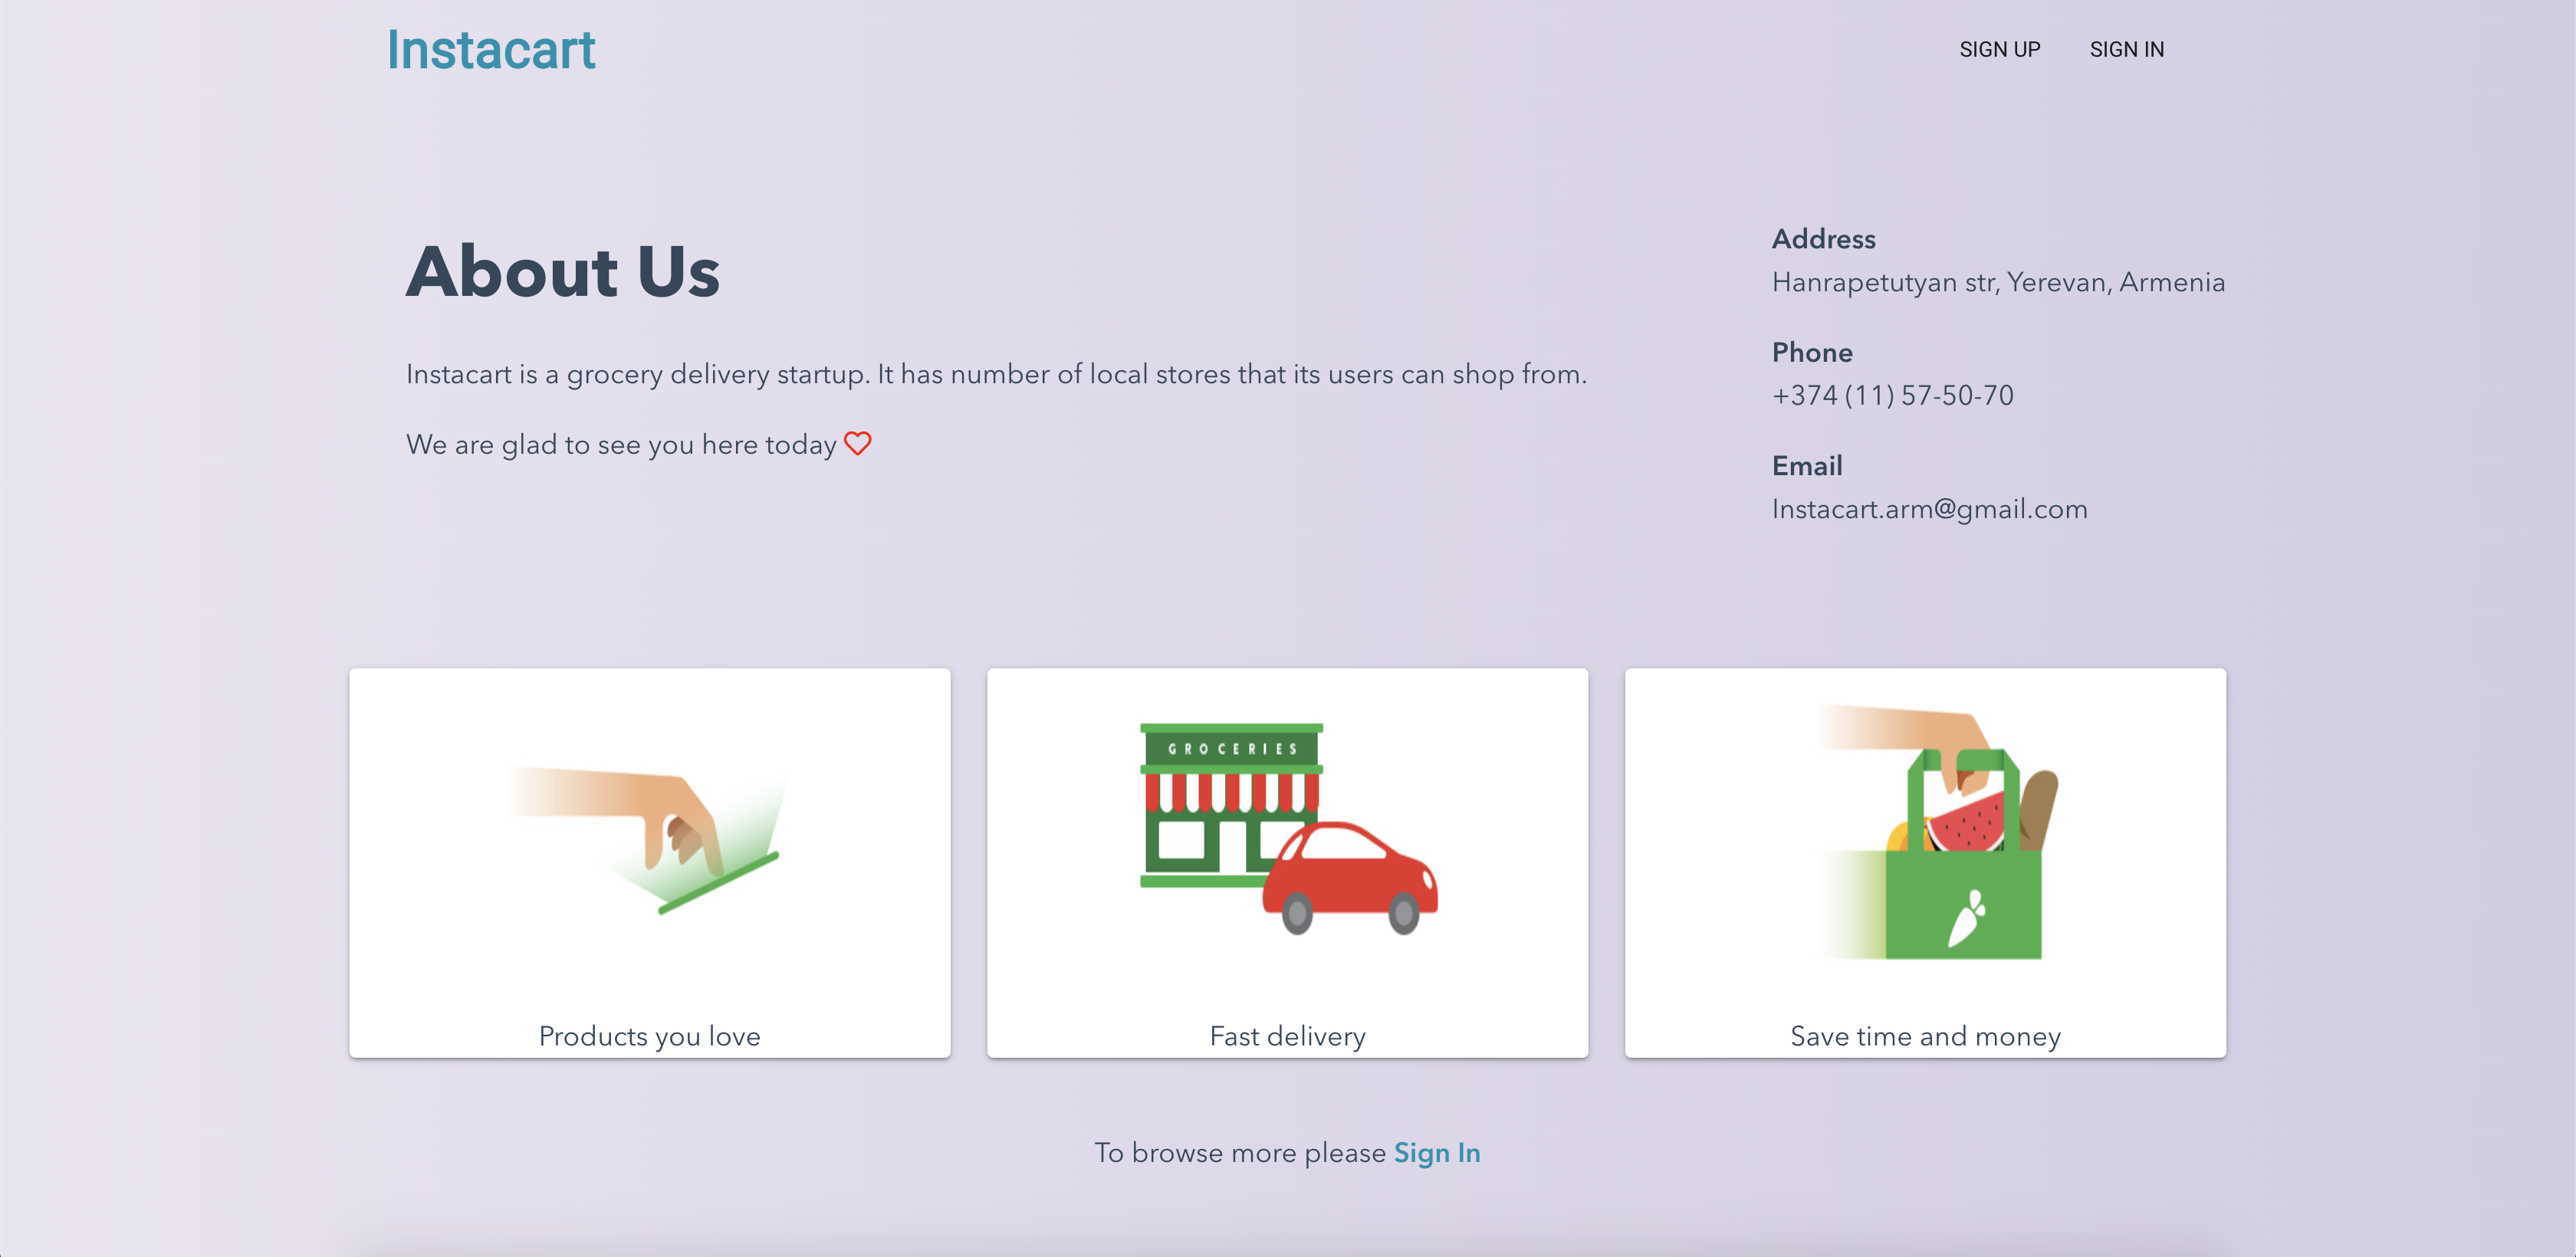 Instacart
SIGN UP
SIGN IN
About Us
Instacart is a grocery delivery startup. It has number of local stores that its users can shop from.
We are glad to see you here today
Address
Hanrapetutyan str, Yerevan, Armenia
Phone
+374 (11) 57-50-70
Email
Instacart.arm@gmail.com
GROCERIES
Products you love
Fast delivery
Save time and money
To browse more please Sign In